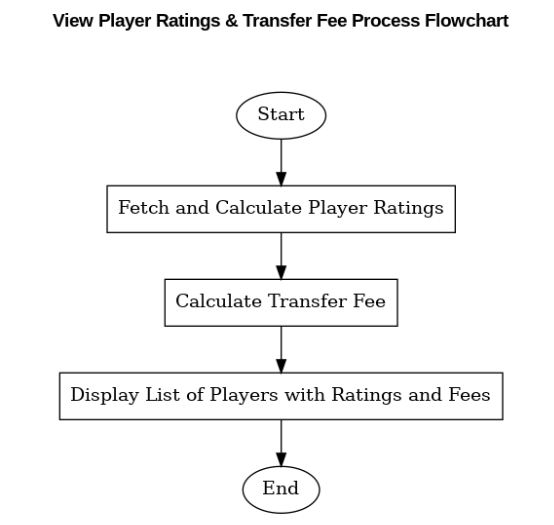 View Player Ratings & Transfer Fee Process Flowchart
Start
Fetch and Calculate Player Ratings
Calculate Transfer Fee
Display List of Players with Ratings and Fees
End